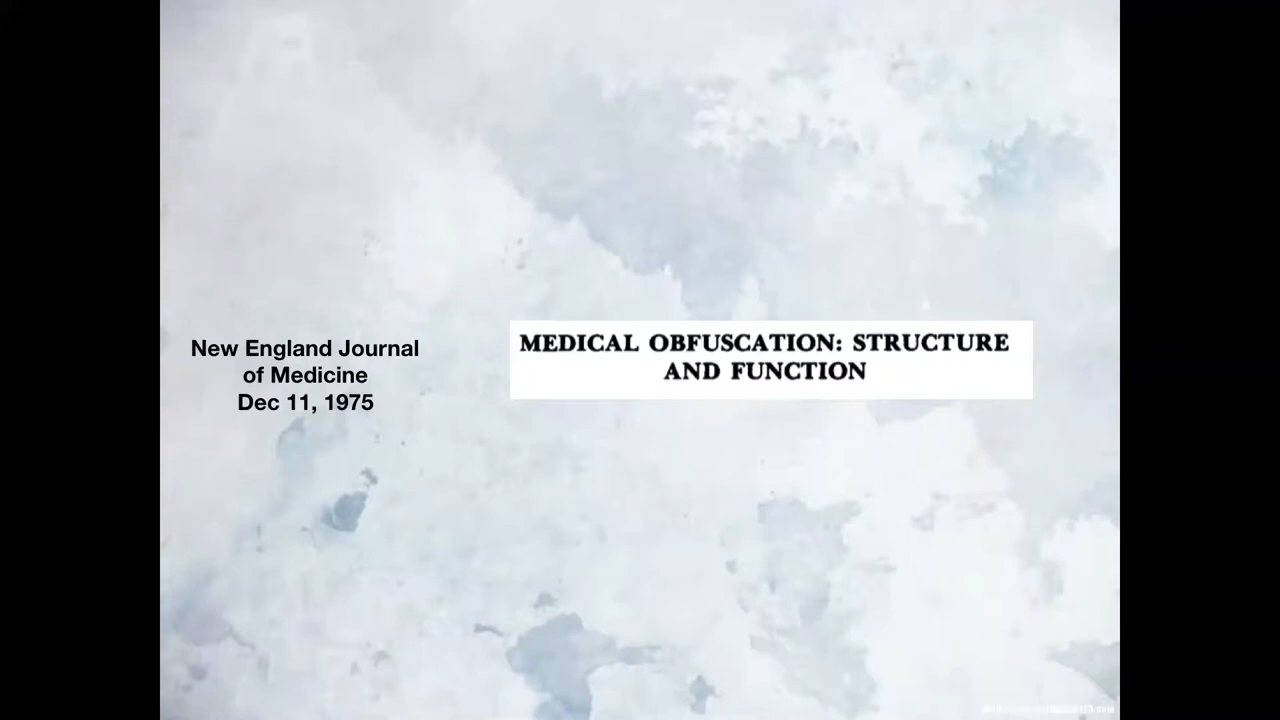 New England Journal
of Medicine
Dec 11, 1975
MEDICAL OBFUSCATION: STRUCTURE
AND FUNCTION